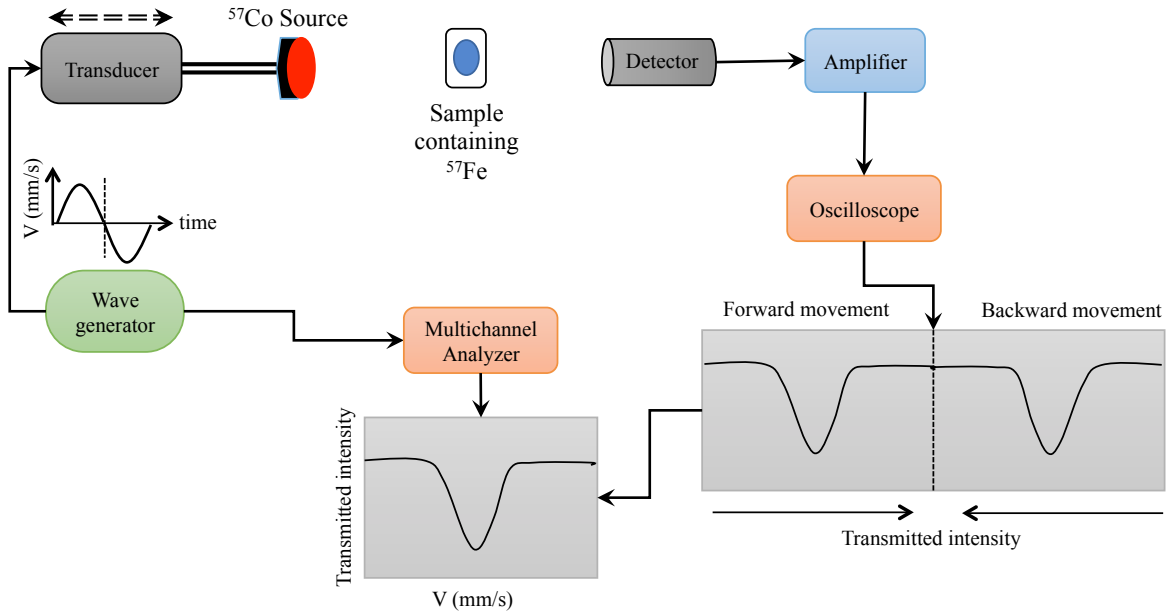 ⁵⁷Co Source
Transducer
Detector
Amplifier
Sample
containing
⁵⁷Fe
V (mm/s)
time
Oscilloscope
Wave
generator
Forward movement
Backward movement
Multichannel
Analyzer
Transmitted intensity
V (mm/s)
Transmitted intensity